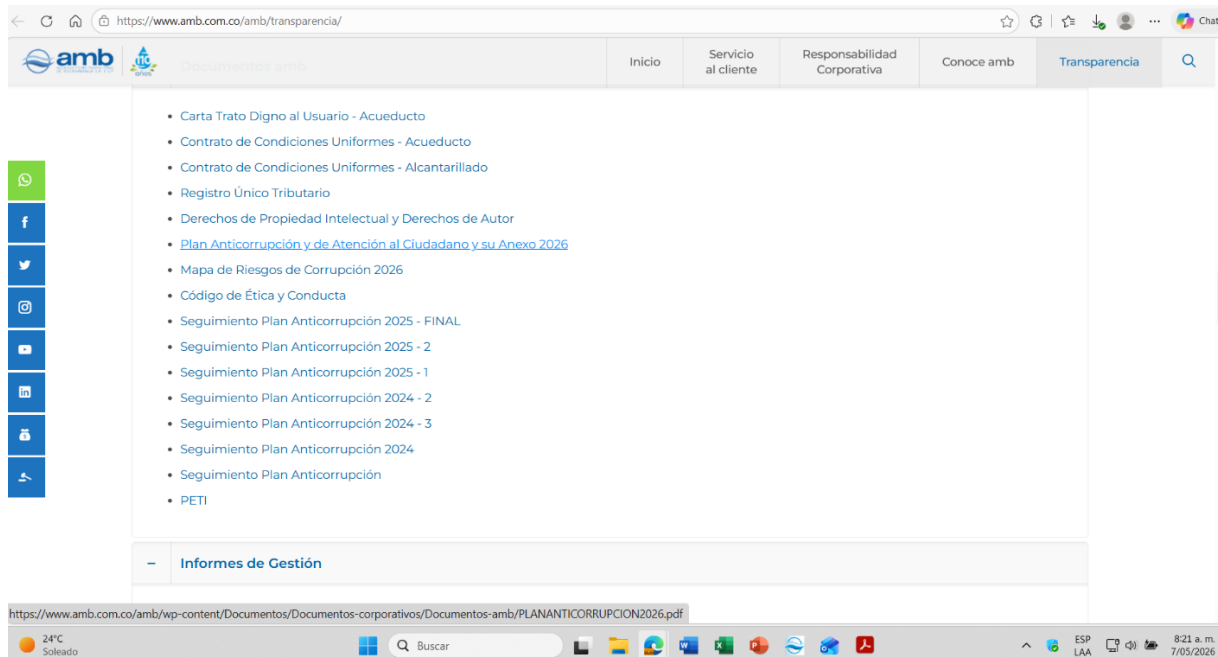 https://www.amb.com.co/amb/transparencia/
Chat
amb
años
Documentos amb
Inicio
Servicio
al cliente
Responsabilidad
Corporativa
Conoce amb
Transparencia
Carta Trato Digno al Usuario - Acueducto
Contrato de Condiciones Uniformes - Acueducto
Contrato de Condiciones Uniformes - Alcantarillado
Registro Único Tributario
Derechos de Propiedad Intelectual y Derechos de Autor
Plan Anticorrupción y de Atención al Ciudadano y su Anexo 2026
Mapa de Riesgos de Corrupción 2026
Código de Ética y Conducta
Seguimiento Plan Anticorrupción 2025 - FINAL
Seguimiento Plan Anticorrupción 2025 - 2
Seguimiento Plan Anticorrupción 2025 - 1
Seguimiento Plan Anticorrupción 2024 - 2
Seguimiento Plan Anticorrupción 2024 - 3
Seguimiento Plan Anticorrupción 2024
Seguimiento Plan Anticorrupción
PETI
– Informes de Gestión
https://www.amb.com.co/amb/wp-content/Documentos/Documentos-corporativos/Documentos-amb/PLANANTICORRUPCION2026.pdf
24°C
Soleado
Buscar
ESP
LAA
8:21 a. m.
7/05/2026